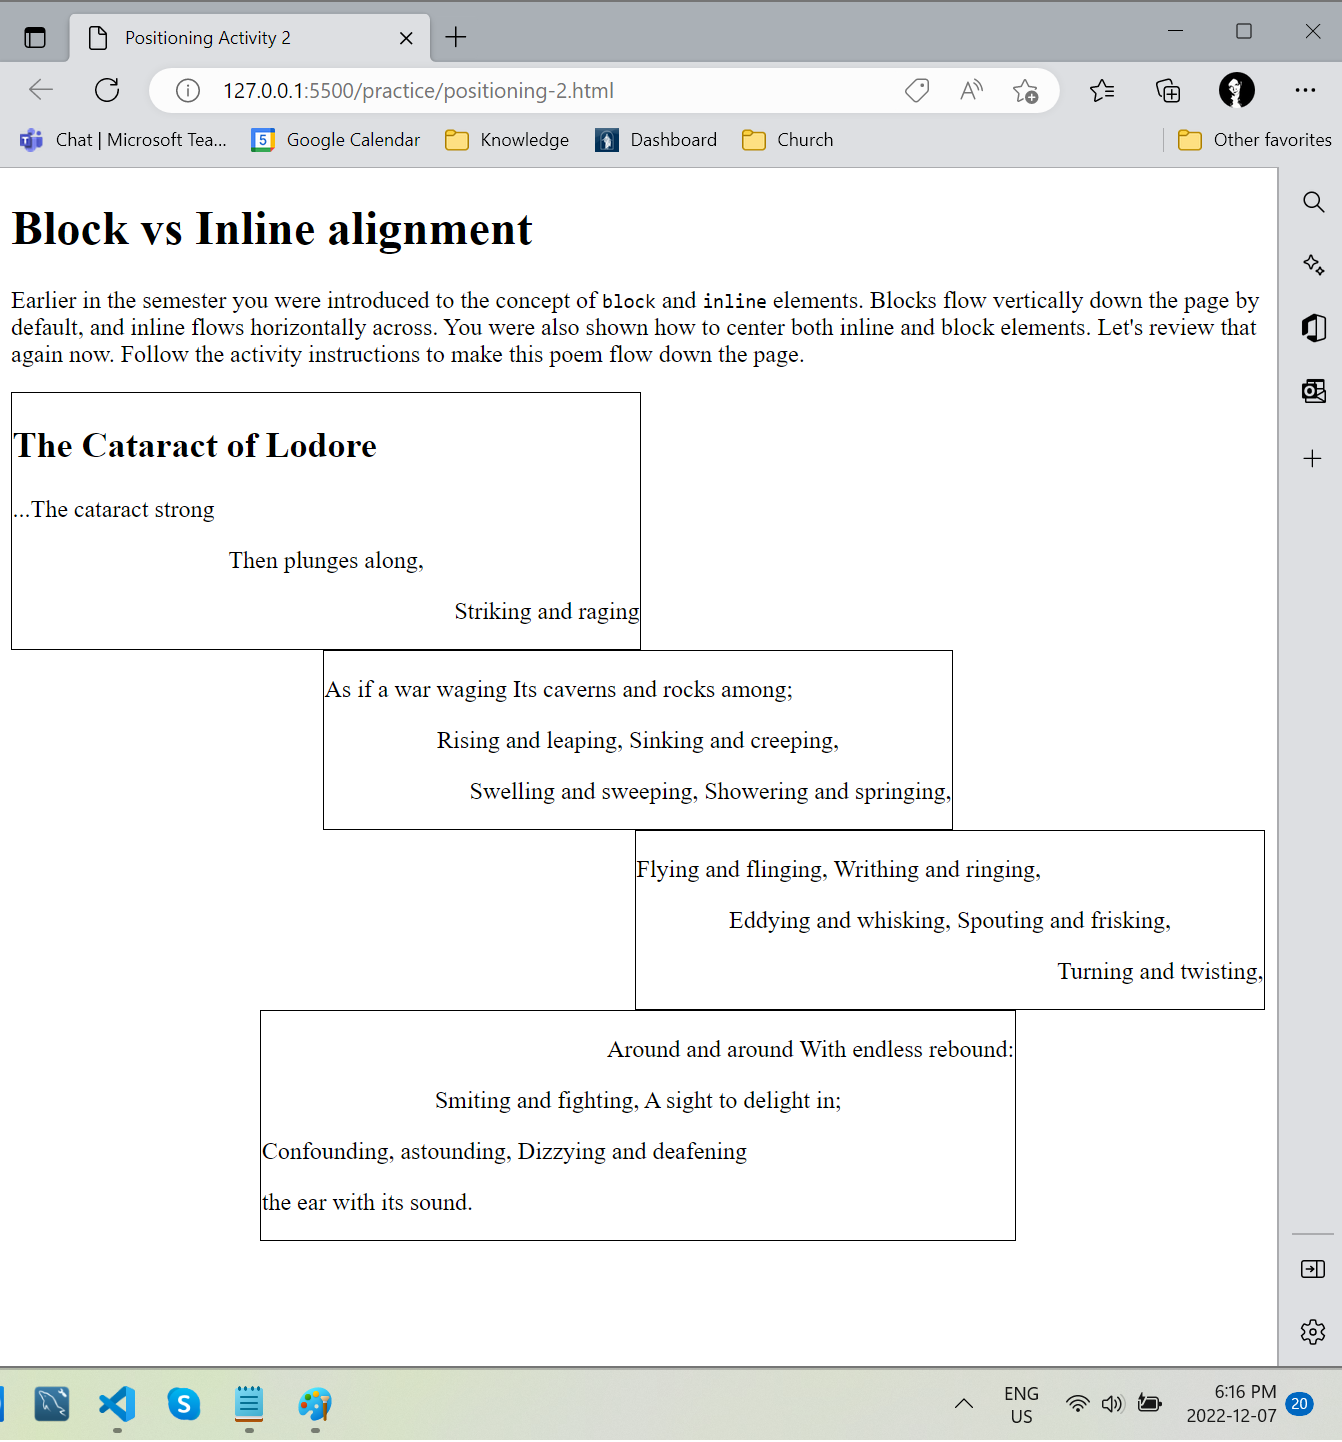 Positioning Activity 2
127.0.0.1:5500/practice/positioning-2.html
Chat | Microsoft Tea...
5
Google Calendar
Knowledge
Dashboard
Church
Other favorites
Block vs Inline alignment
Earlier in the semester you were introduced to the concept of block and inline elements. Blocks flow vertically down the page by
default, and inline flows horizontally across. You were also shown how to center both inline and block elements. Let's review that
again now. Follow the activity instructions to make this poem flow down the page.
The Cataract of Lodore
...The cataract strong
Then plunges along,
Striking and raging
As if a war waging Its caverns and rocks among;
Rising and leaping, Sinking and creeping,
Swelling and sweeping, Showering and springing,
Flying and flinging, Writhing and ringing,
Eddying and whisking, Spouting and frisking,
Turning and twisting,
Around and around With endless rebound:
Smiting and fighting, A sight to delight in;
Confounding, astounding, Dizzying and deafening
the ear with its sound.
ENG
US
6:16 PM
2022-12-07
20